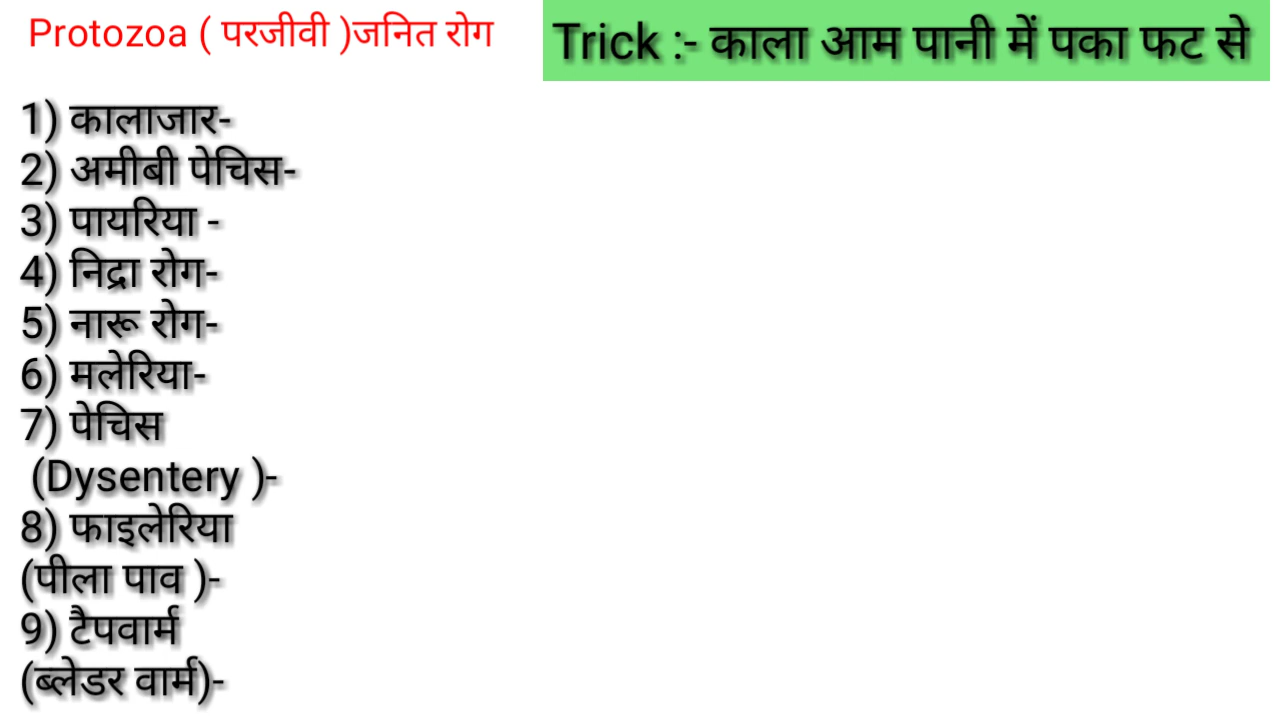 Protozoa ( परजीवी )जनित रोग
Trick :- काला आम पानी में पका फट से
1) कालाजार-
2) अमीबी पेचिस-
3) पायरिया -
4) निद्रा रोग-
5) नारू रोग-
6) मलेरिया-
7) पेचिस
(Dysentery )-
8) फाइलेरिया
(पीला पाव )-
9) टैपवार्म
(ब्लेडर वार्म)-